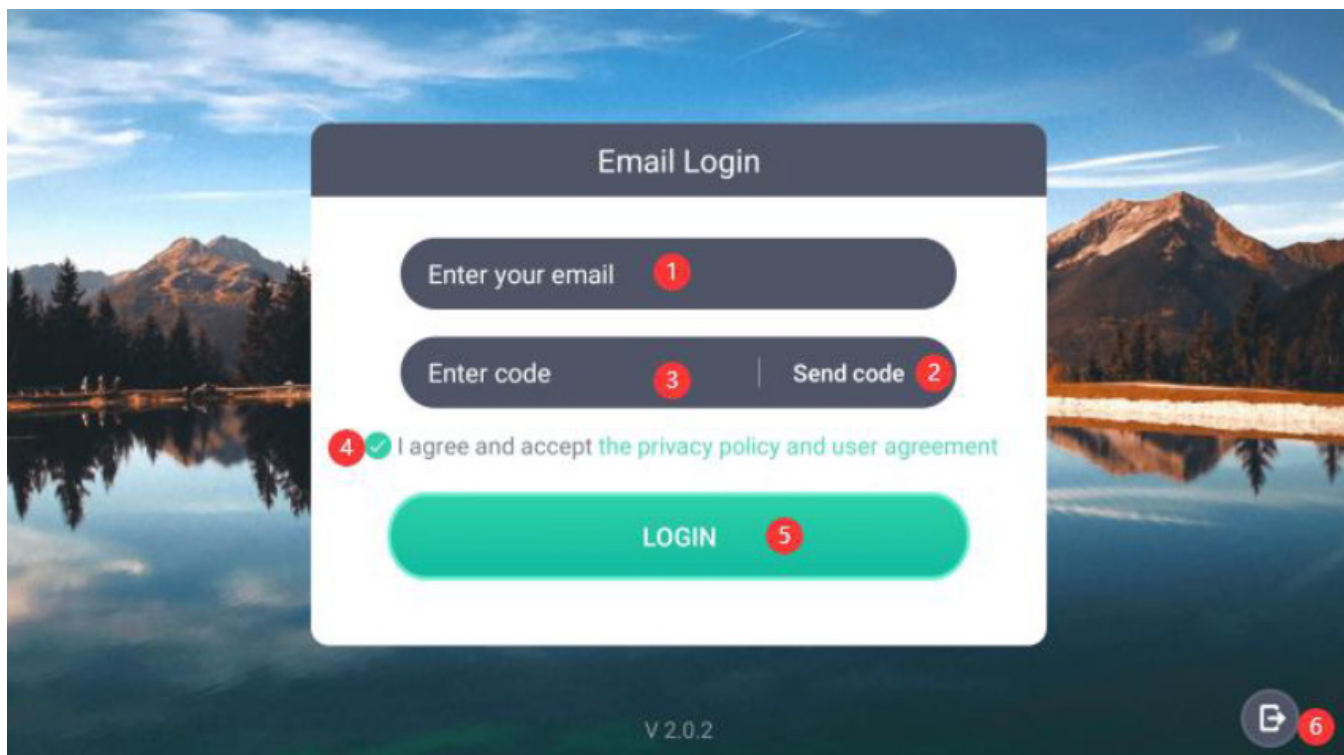 Email Login
Enter your email 1
Enter code 3 Send code 2
4 I agree and accept the privacy policy and user agreement
LOGIN 5
V 2.0.2
6